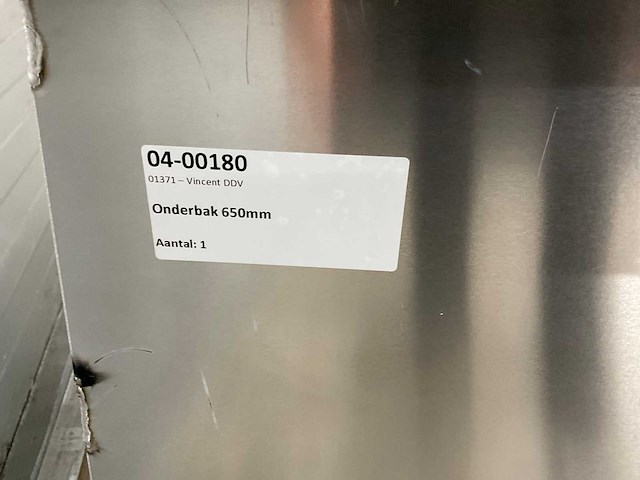 04-00180
01371 – Vincent DDV
Onderbak 650mm
Aantal: 1